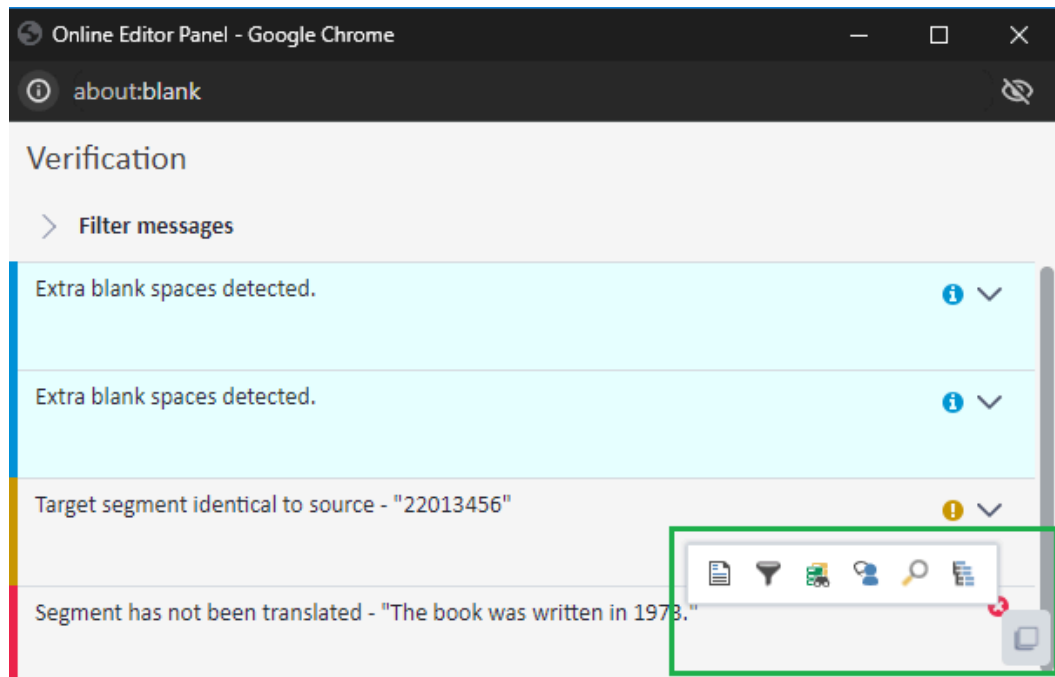 Online Editor Panel - Google Chrome
about:blank
Verification
Filter messages
Extra blank spaces detected.
Extra blank spaces detected.
Target segment identical to source - "22013456"
Segment has not been translated - "The book was written in 1973."